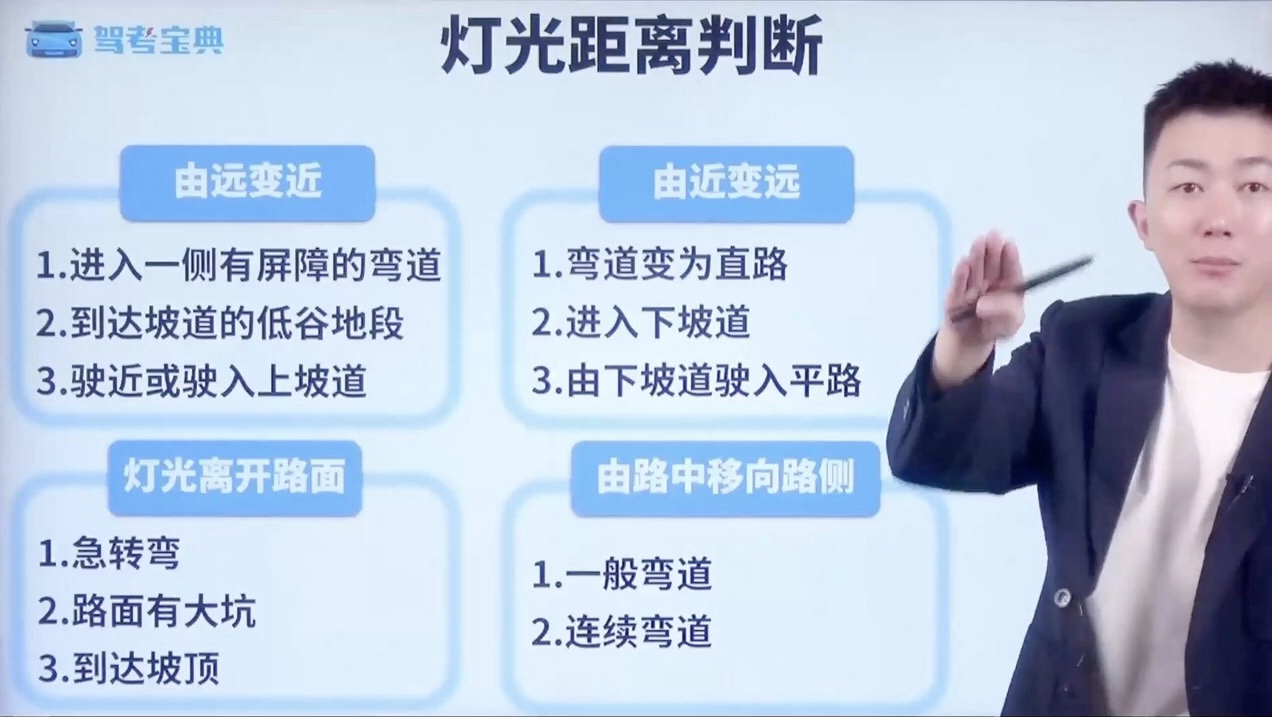 驾考宝典
灯光距离判断
由远变近
1.进入一侧有屏障的弯道
2.到达坡道的低谷地段
3.驶近或驶入上坡道
由近变远
1.弯道变为直路
2.进入下坡道
3.由下坡道驶入平路
灯光离开路面
1.急转弯
2.路面有大坑
3.到达坡顶
由路中移向路侧
1.一般弯道
2.连续弯道